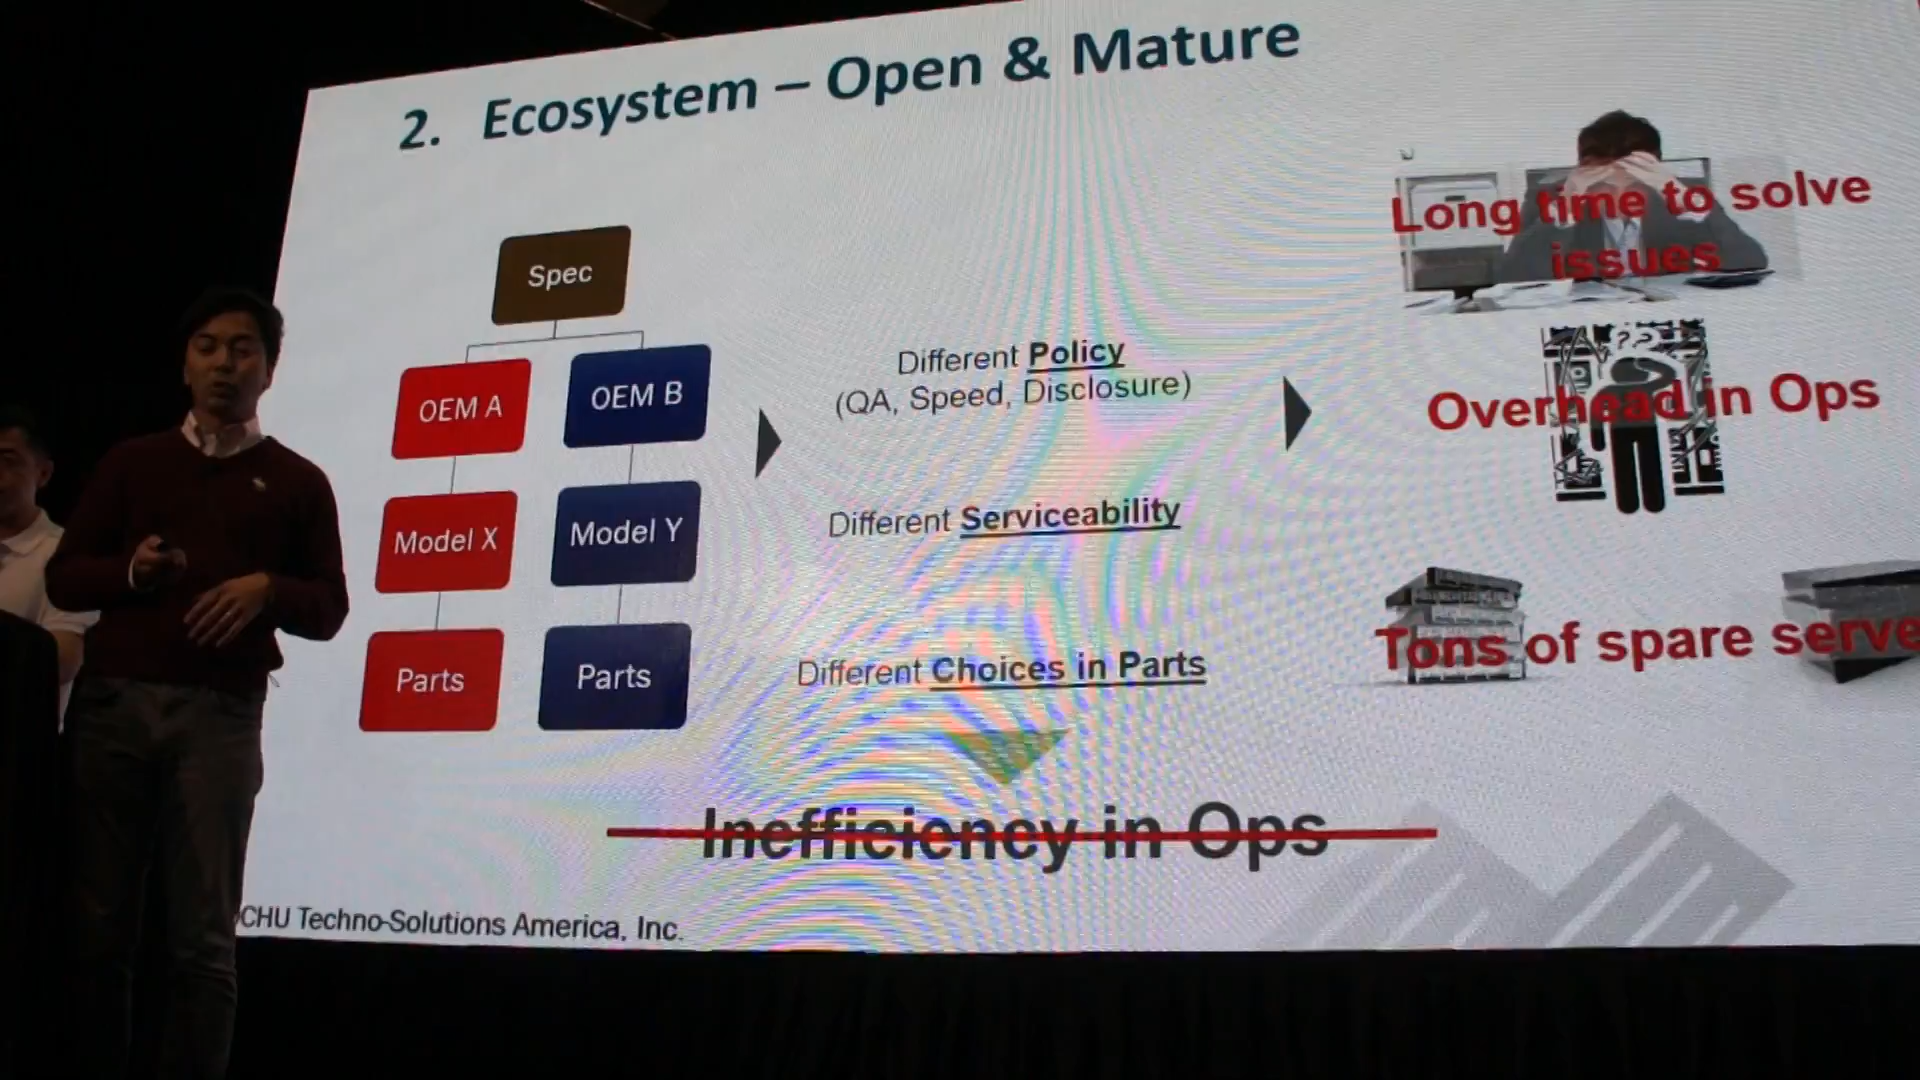 2. Ecosystem – Open & Mature
Spec
OEM A
OEM B
Model X
Model Y
Parts
Parts
Different Policy
(QA, Speed, Disclosure)
Different Serviceability
Different Choices in Parts
Long time to solve
issues
??
Overhead in Ops
Tons of spare serve
Inefficiency in Ops
CHU Techno-Solutions America, Inc.